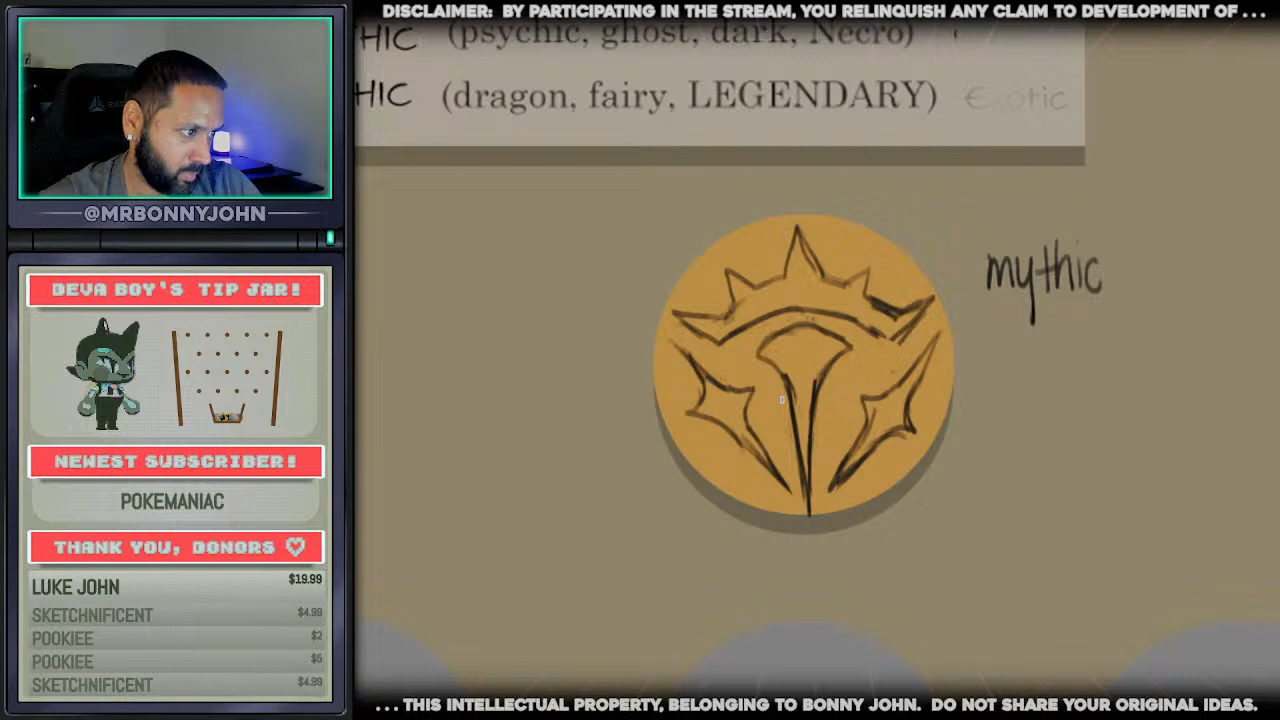 DISCLAIMER: BY PARTICIPATING IN THE STREAM, YOU RELINQUISH ANY CLAIM TO DEVELOPMENT OF . . .
THIC (psychic, ghost, dark, Necro)
HIC (dragon, fairy, LEGENDARY) Exotic
@MRBONNYJOHN
mythic
DEVA BOY'S TIP JAR!
NEWEST SUBSCRIBER!
POKEMANIAC
THANK YOU, DONORS ♡
LUKE JOHN $19.99
SKETCHNIFICENT $4.99
POOKIEE $2
POOKIEE $5
SKETCHNIFICENT $4.99
. . . THIS INTELLECTUAL PROPERTY, BELONGING TO BONNY JOHN. DO NOT SHARE YOUR ORIGINAL IDEAS.